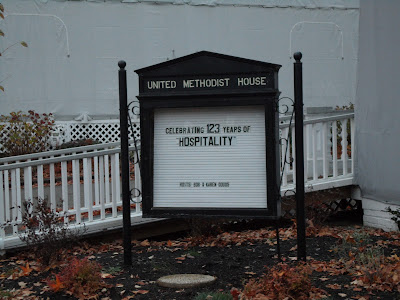 UNITED METHODIST HOUSE
CELEBRATING 123 YEARS OF
"HOSPITALITY"